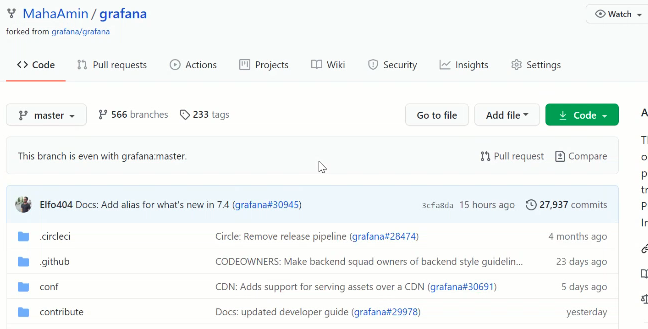 MahaAmin / grafana
Watch
forked from grafana/grafana
Code Pull requests Actions Projects Wiki Security Insights Settings
master 566 branches 233 tags Go to file Add file Code
This branch is even with grafana:master. Pull request Compare
Elfo404 Docs: Add alias for what's new in 7.4 (grafana#30945) 3cfa8da 15 hours ago 27,937 commits
.circleci Circle: Remove release pipeline (grafana#28474) 4 months ago
.github CODEOWNERS: Make backend squad owners of backend style guidelin... 23 days ago
conf CDN: Adds support for serving assets over a CDN (grafana#30691) 5 days ago
contribute Docs: updated developer guide (grafana#29978) yesterday